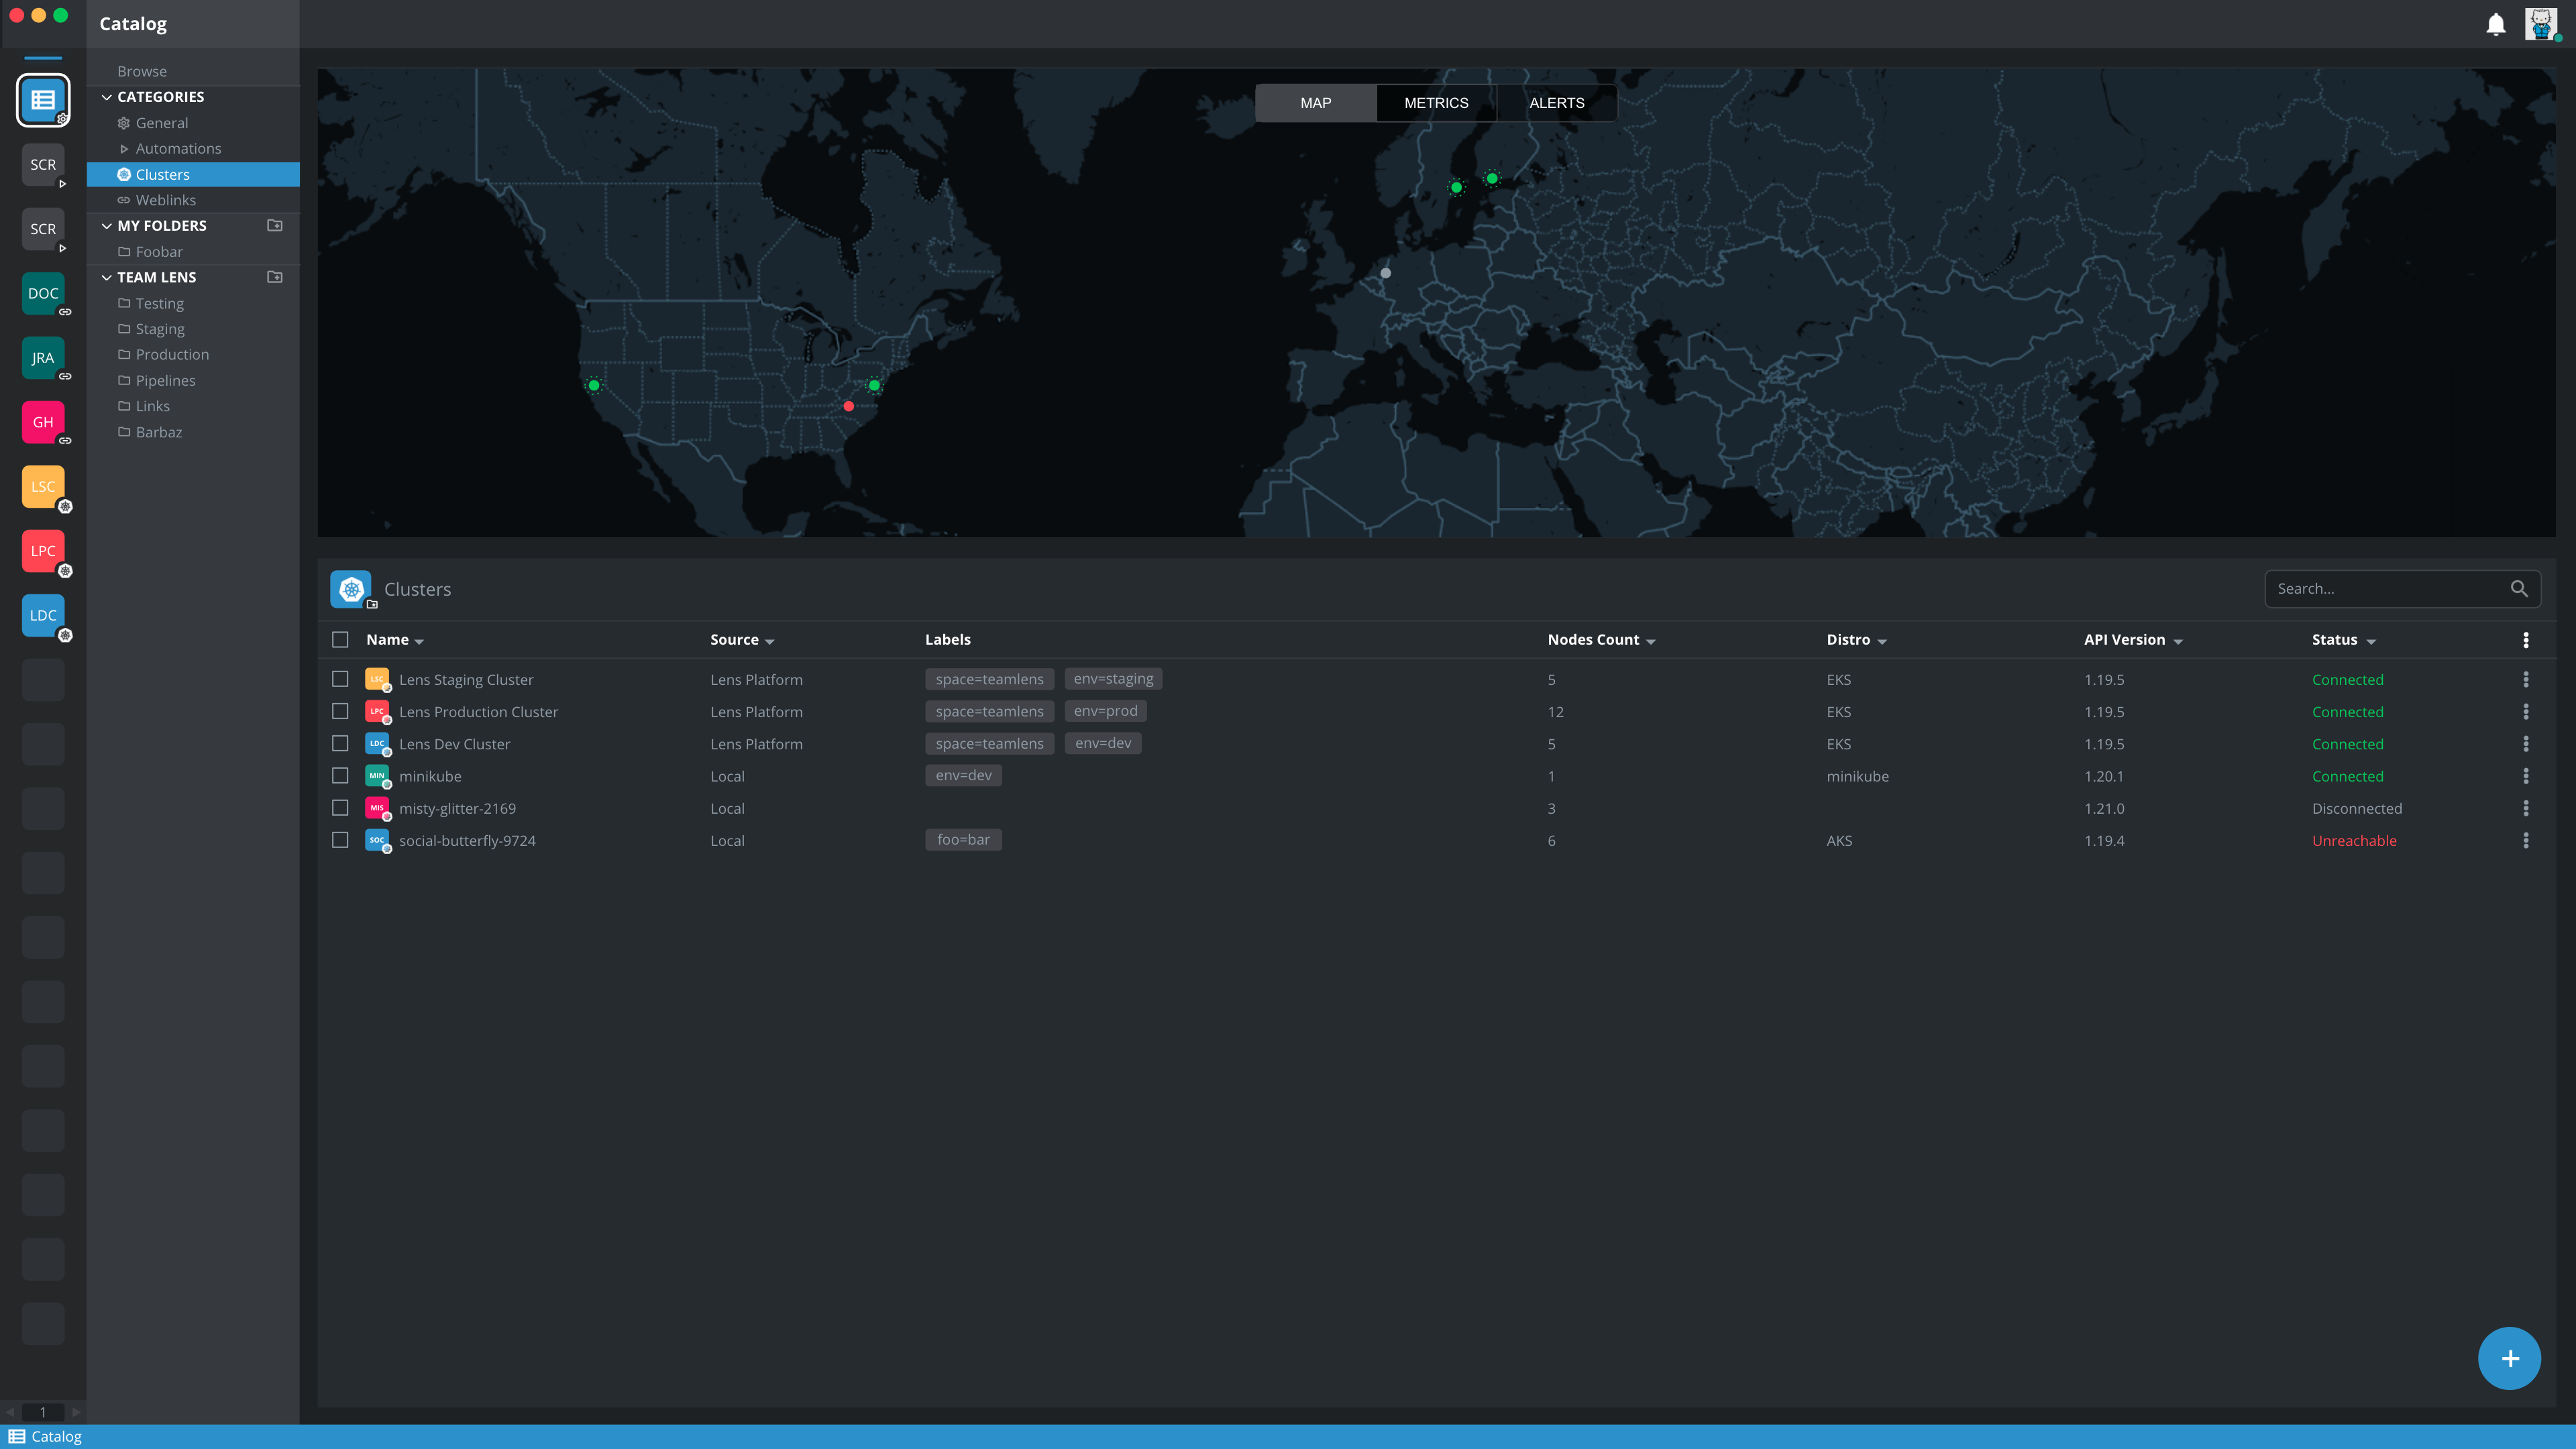 Catalog
Browse
CATEGORIES
General
Automations
Clusters
Weblinks
MY FOLDERS
Foobar
TEAM LENS
Testing
Staging
Production
Pipelines
Links
Barbaz
SCR
SCR
DOC
JRA
GH
LSC
LPC
LDC
1
MAP METRICS ALERTS
Clusters
Search...
Name Source Labels Nodes Count Distro API Version Status
LSC Lens Staging Cluster Lens Platform space=teamlens env=staging 5 EKS 1.19.5 Connected
LPC Lens Production Cluster Lens Platform space=teamlens env=prod 12 EKS 1.19.5 Connected
LDC Lens Dev Cluster Lens Platform space=teamlens env=dev 5 EKS 1.19.5 Connected
MIN minikube Local env=dev 1 minikube 1.20.1 Connected
MIS misty-glitter-2169 Local 3 1.21.0 Disconnected
SOC social-butterfly-9724 Local foo=bar 6 AKS 1.19.4 Unreachable
Catalog